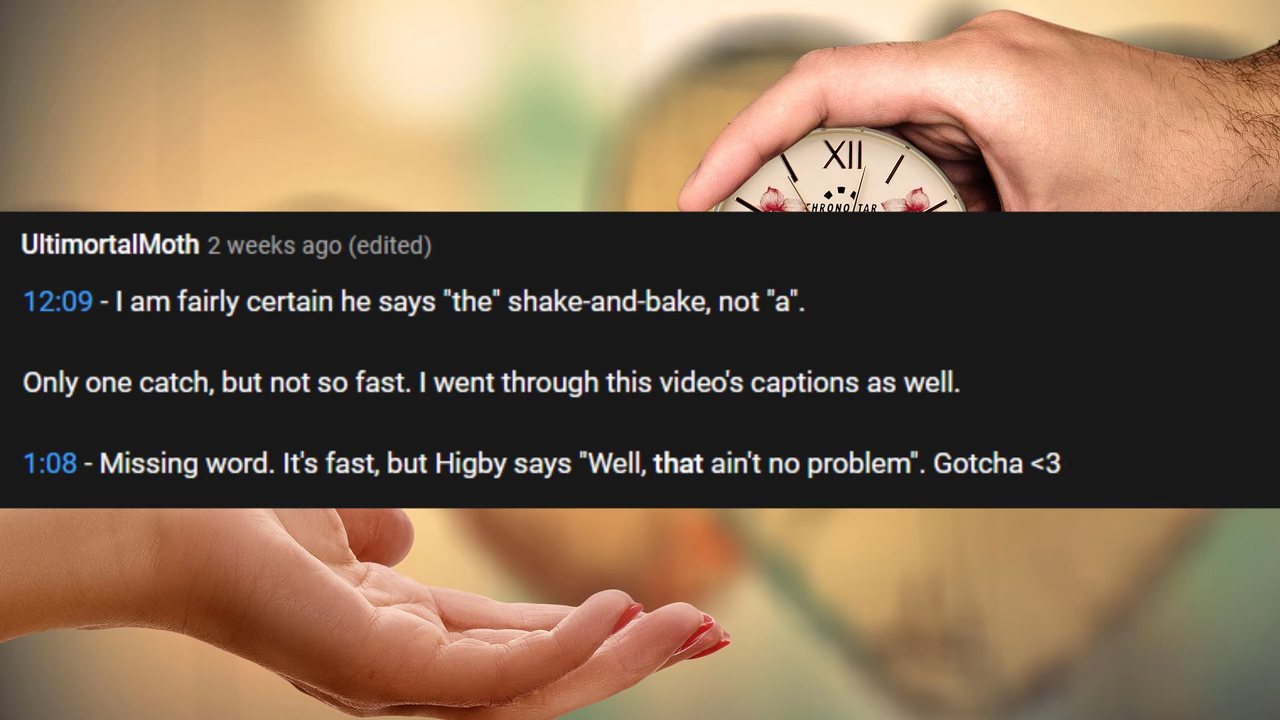 XII
CHRONOSTAR
UltimortalMoth 2 weeks ago (edited)
12:09 - I am fairly certain he says "the" shake-and-bake, not "a".
Only one catch, but not so fast. I went through this video's captions as well.
1:08 - Missing word. It's fast, but Higby says "Well, that ain't no problem". Gotcha <3